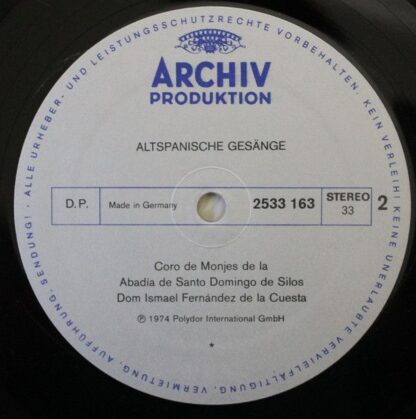 ALLE URHEBER- UND LEISTUNGSSCHUTZRECHTE VORBEHALTEN. KEIN VERLEIH! KEINE UNERLAUBTE VERVIELFÄLTIGUNG, VERMIETUNG, AUFFÜHRUNG, SENDUNG!
ARCHIV
PRODUKTION
ALTSPANISCHE GESÄNGE
D.P. Made in Germany 2533 163 STEREO 33 2
Coro de Monjes de la
Abadía de Santo Domingo de Silos
Dom Ismael Fernández de la Cuesta
Ⓟ 1974 Polydor International GmbH
*